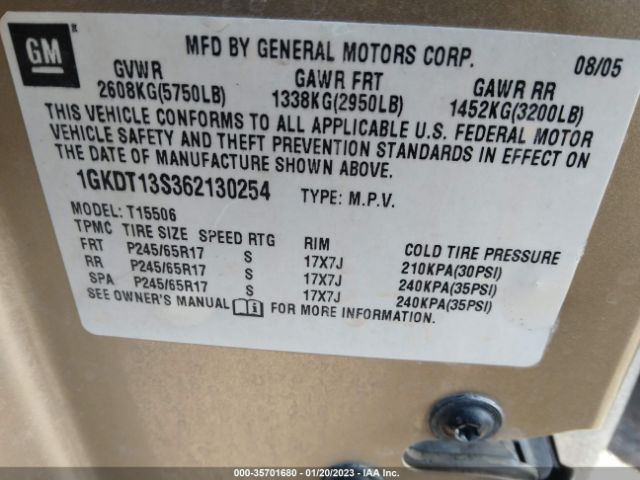 GM ®
MFD BY GENERAL MOTORS CORP. 08/05
GVWR GAWR FRT GAWR RR
2608KG(5750LB) 1338KG(2950LB) 1452KG(3200LB)
THIS VEHICLE CONFORMS TO ALL APPLICABLE U.S. FEDERAL MOTOR
VEHICLE SAFETY AND THEFT PREVENTION STANDARDS IN EFFECT ON
THE DATE OF MANUFACTURE SHOWN ABOVE.
1GKDT13S362130254 TYPE: M.P.V.
MODEL: T15506
TPMC TIRE SIZE SPEED RTG RIM COLD TIRE PRESSURE
FRT P245/65R17 S 17X7J 210KPA(30PSI)
RR P245/65R17 S 17X7J 240KPA(35PSI)
SPA P245/65R17 S 17X7J 240KPA(35PSI)
SEE OWNER'S MANUAL FOR MORE INFORMATION.
000-35701680 - 01/20/2023 - IAA Inc.